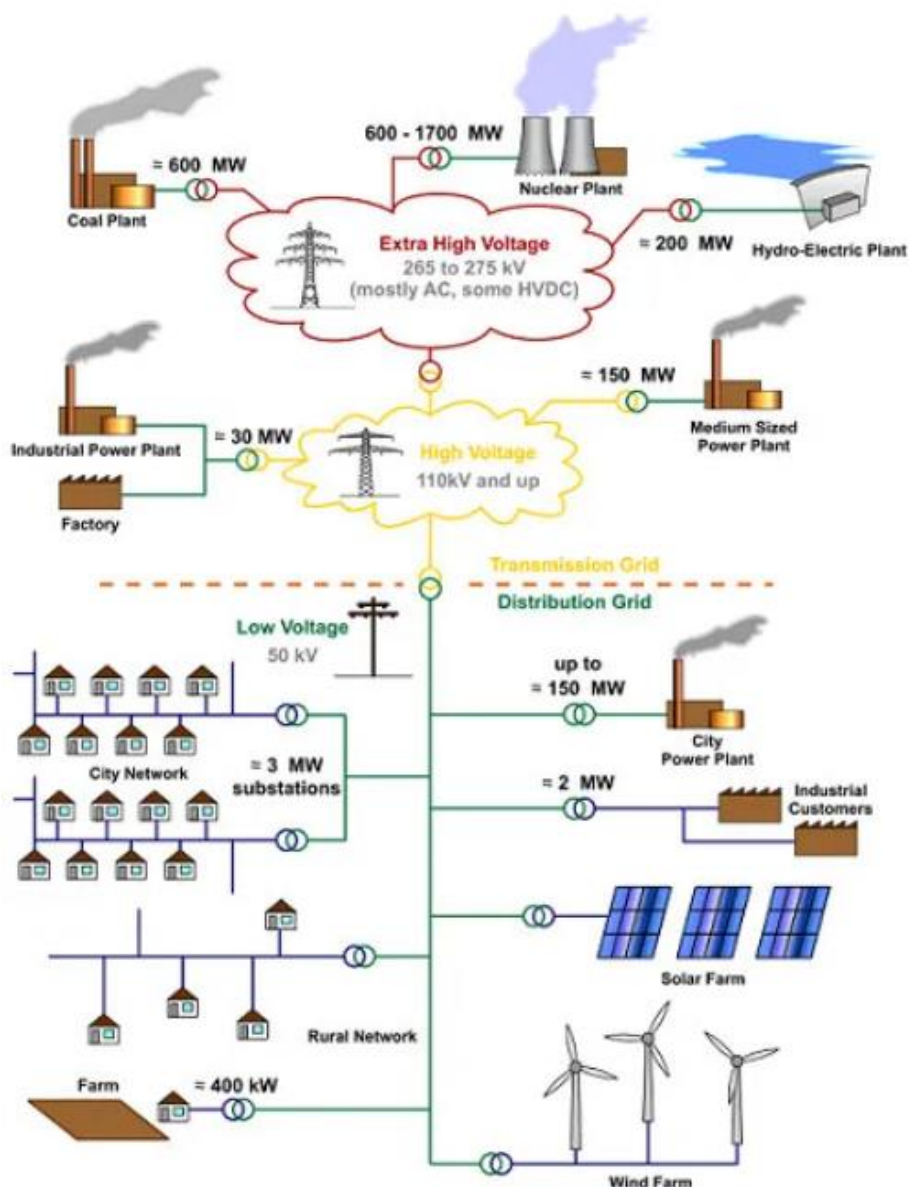 600 - 1700 MW
≈ 600 MW
Nuclear Plant
Coal Plant
Extra High Voltage
265 to 275 kV
(mostly AC, some HVDC)
≈ 200 MW
Hydro-Electric Plant
≈ 150 MW
Medium Sized
Power Plant
Industrial Power Plant
≈ 30 MW
High Voltage
110kV and up
Factory
Transmission Grid
Distribution Grid
Low Voltage
50 kV
up to
≈ 150 MW
City
Power Plant
City Network
≈ 3 MW
substations
≈ 2 MW
Industrial
Customers
Solar Farm
Rural Network
Farm
≈ 400 kW
Wind Farm